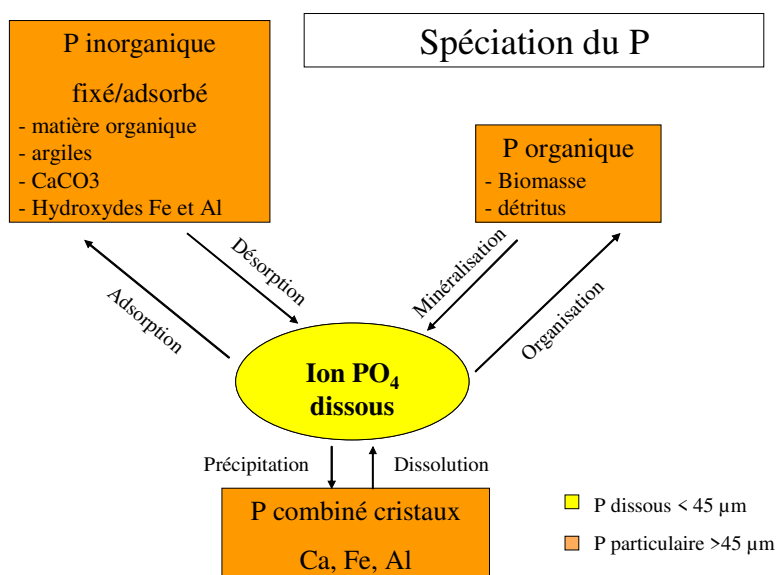 Spéciation du P
P inorganique
fixé/adsorbé
- matière organique
- argiles
- CaCO3
- Hydroxydes Fe et Al
P organique
- Biomasse
- détritus
Désorption
Adsorption
Minéralisation
Organisation
Ion PO₄
dissous
Précipitation
Dissolution
P combiné cristaux
Ca, Fe, Al
P dissous < 45 µm
P particulaire >45 µm